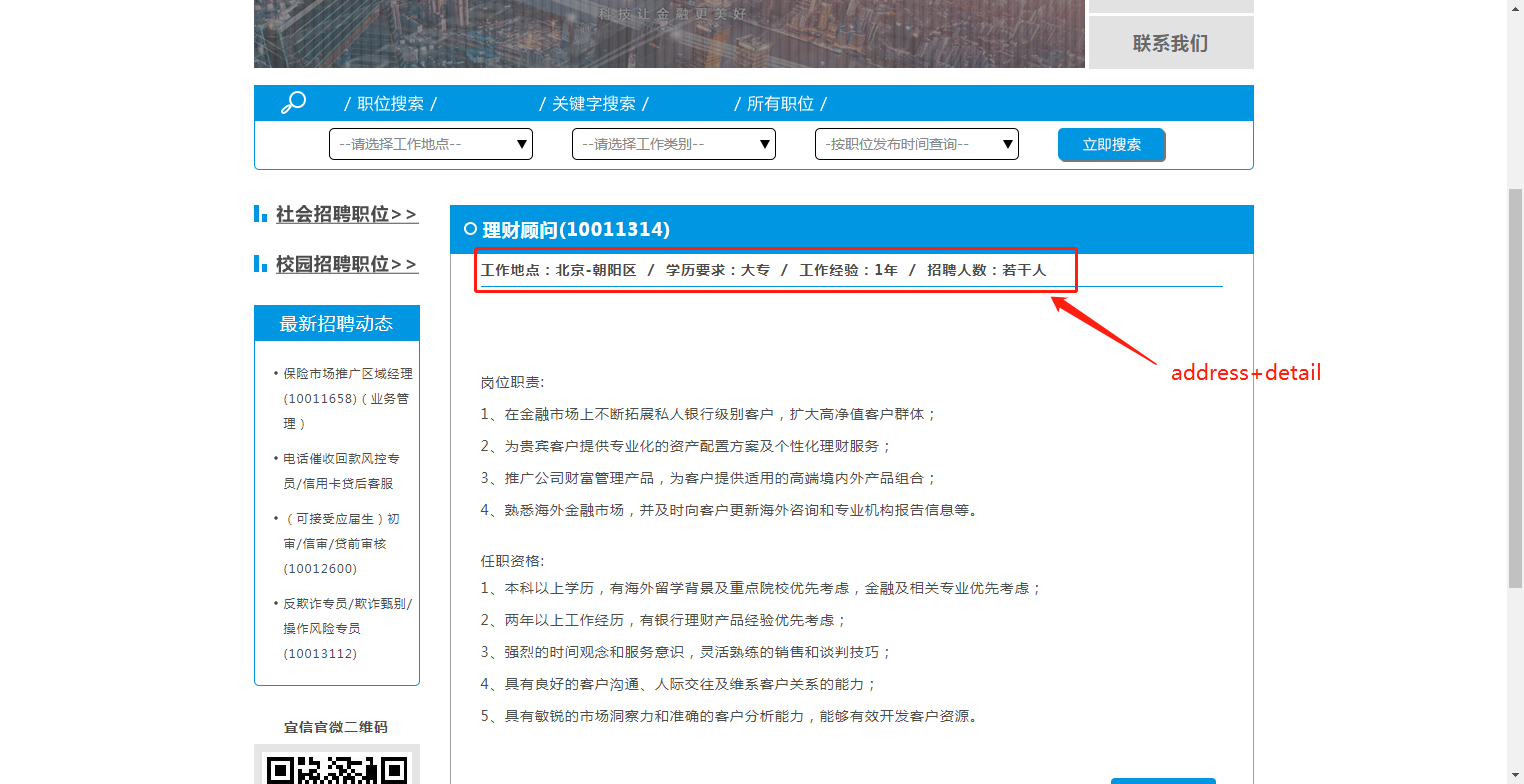 科技让金融更美好
联系我们
/ 职位搜索 /
/ 关键字搜索 /
/ 所有职位 /
--请选择工作地点--
--请选择工作类别--
-按职位发布时间查询--
立即搜索
社会招聘职位>>
校园招聘职位>>
最新招聘动态
• 保险市场推广区域经理
(10011658)（业务管
理）
• 电话催收回款风控专
员/信用卡贷后客服
• （可接受应届生）初
审/信审/贷前审核
(10012600)
• 反欺诈专员/欺诈甄别/
操作风险专员
(10013112)
宜信官微二维码
理财顾问(10011314)
工作地点：北京-朝阳区 / 学历要求：大专 / 工作经验：1年 / 招聘人数：若干人
address+detail
岗位职责:
1、在金融市场上不断拓展私人银行级别客户，扩大高净值客户群体；
2、为贵宾客户提供专业化的资产配置方案及个性化理财服务；
3、推广公司财富管理产品，为客户提供适用的高端境内外产品组合；
4、熟悉海外金融市场，并及时向客户更新海外咨询和专业机构报告信息等。
任职资格:
1、本科以上学历，有海外留学背景及重点院校优先考虑，金融及相关专业优先考虑；
2、两年以上工作经历，有银行理财产品经验优先考虑；
3、强烈的时间观念和服务意识，灵活熟练的销售和谈判技巧；
4、具有良好的客户沟通、人际交往及维系客户关系的能力；
5、具有敏锐的市场洞察力和准确的客户分析能力，能够有效开发客户资源。